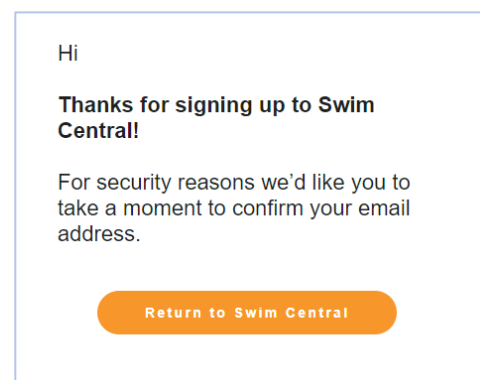 Hi
Thanks for signing up to Swim
Central!
For security reasons we'd like you to
take a moment to confirm your email
address.
Return to Swim Central